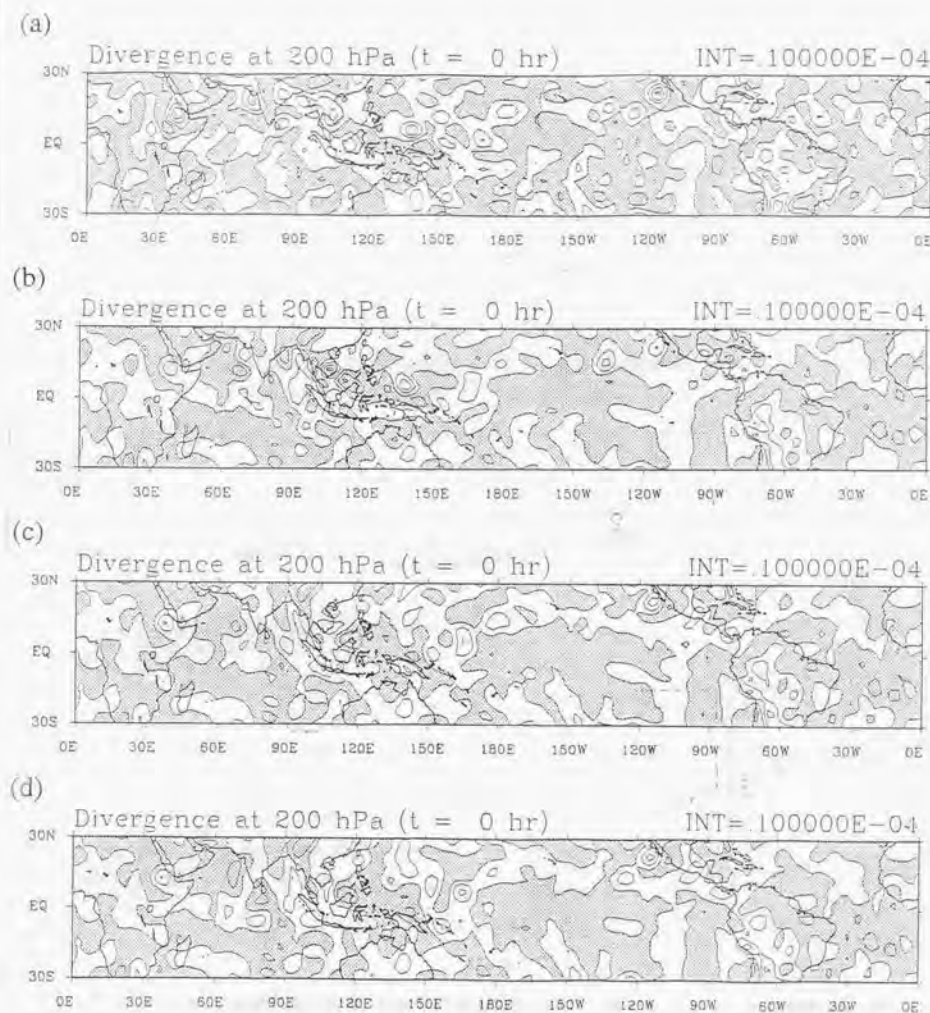 (a)
Divergence at 200 hPa (t = 0 hr) INT=.100000E-04
30N
EQ
30S
0E 30E 60E 90E 120E 150E 180E 150W 120W 90W 60W 30W 0E
(b)
Divergence at 200 hPa (t = 0 hr) INT=.100000E-04
30N
EQ
30S
0E 30E 60E 90E 120E 150E 180E 150W 120W 90W 60W 30W 0E
(c)
Divergence at 200 hPa (t = 0 hr) INT=.100000E-04
30N
EQ
30S
0E 30E 60E 90E 120E 150E 180E 150W 120W 90W 60W 30W 0E
(d)
Divergence at 200 hPa (t = 0 hr) INT=.100000E-04
30N
EQ
30S
0E 30E 60E 90E 120E 150E 180E 150W 120W 90W 60W 30W 0E